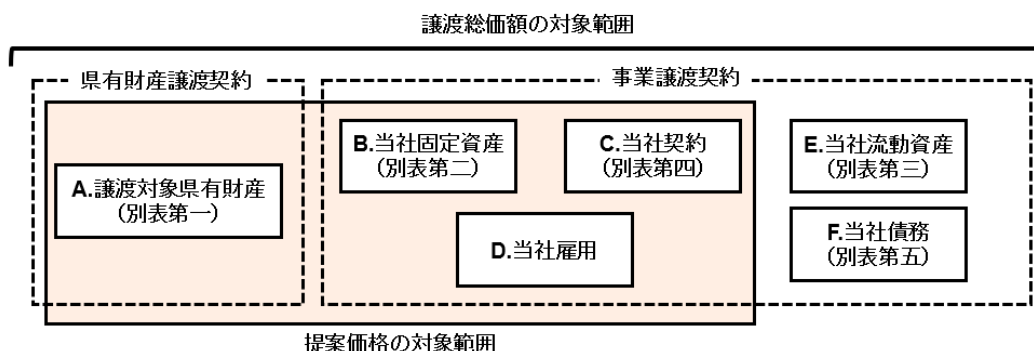 譲渡総価額の対象範囲
県有財産譲渡契約
事業譲渡契約
A.譲渡対象県有財産
(別表第一)
B.当社固定資産
(別表第二)
C.当社契約
(別表第四)
D.当社雇用
E.当社流動資産
(別表第三)
F.当社債務
(別表第五)
提案価格の対象範囲